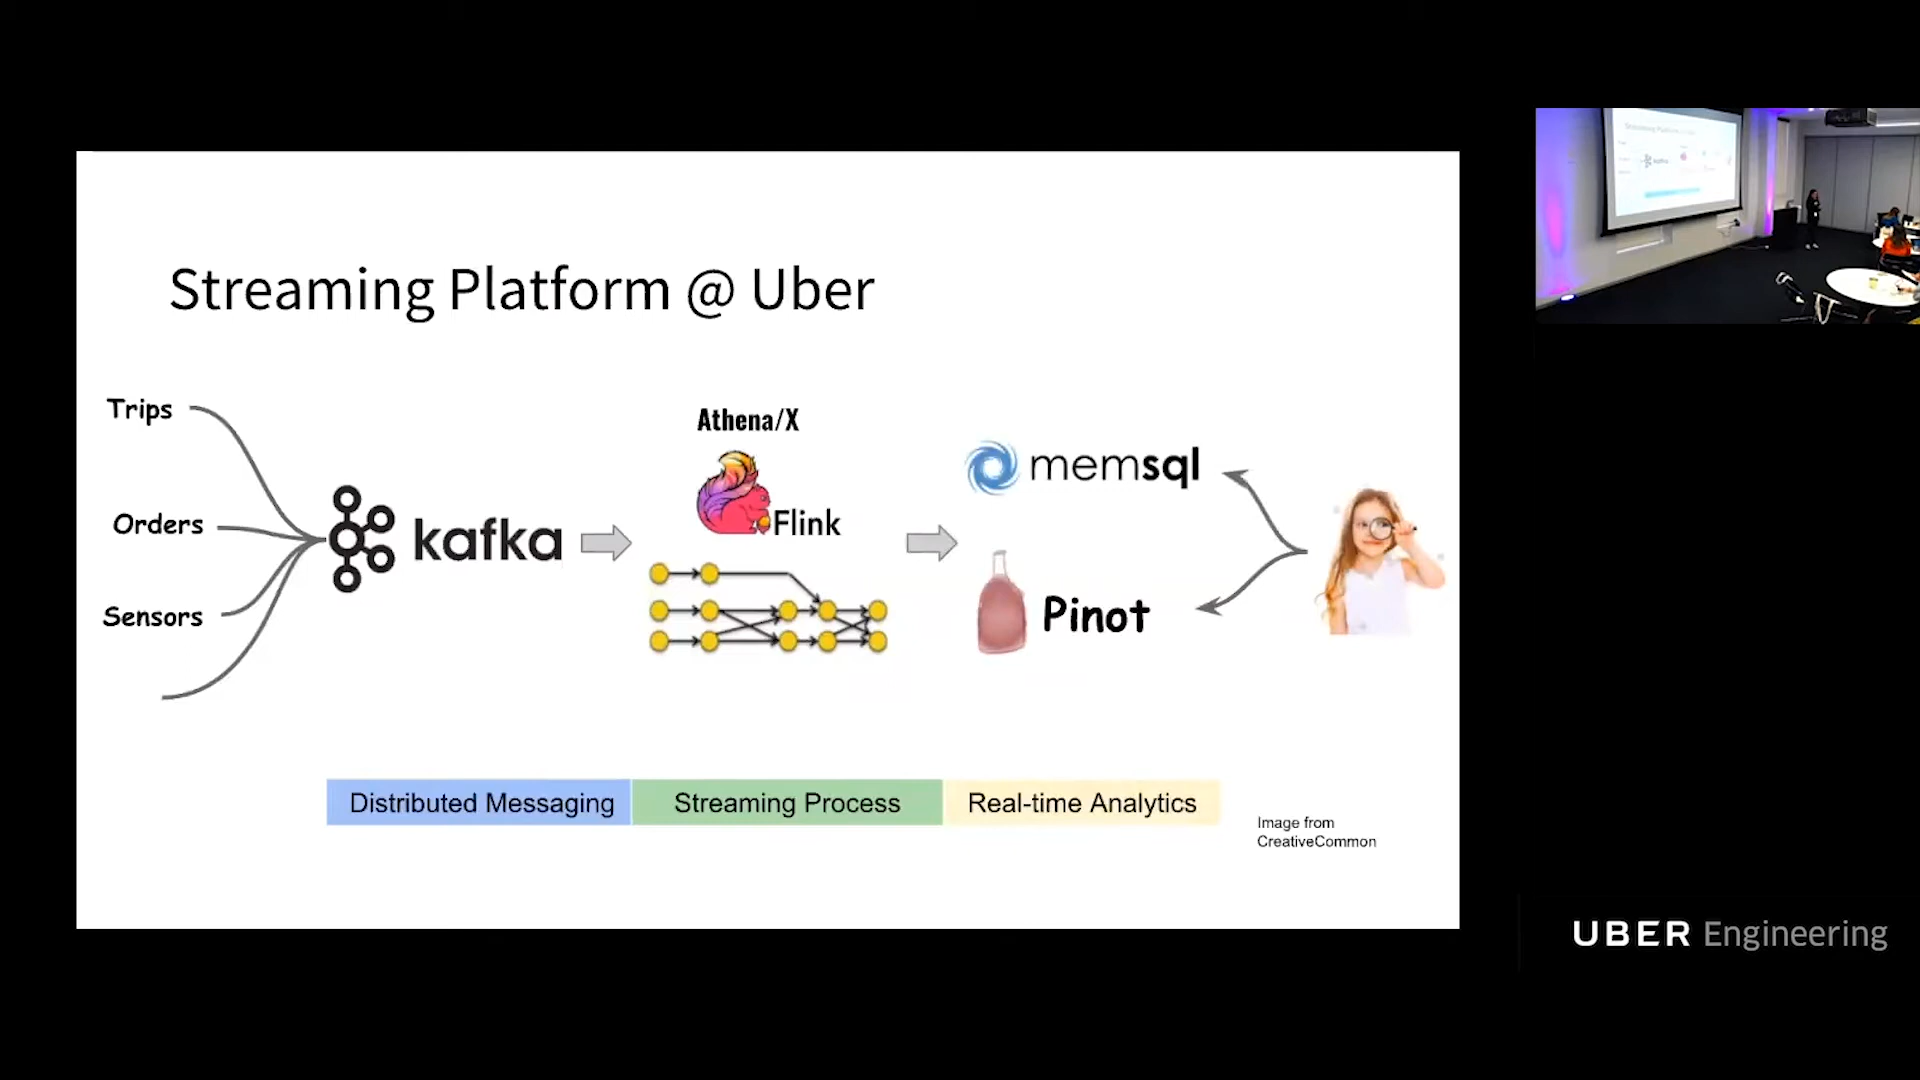 Streaming Platform @ Uber
Trips
Orders
Sensors
kafka
Athena/X
Flink
memsql
Pinot
Distributed Messaging
Streaming Process
Real-time Analytics
Image from
CreativeCommon
UBER Engineering